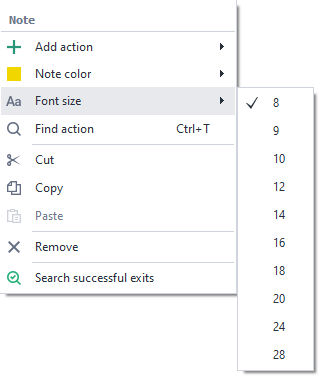 Note
Add action
Note color
Aa Font size
Find action Ctrl+T
Cut
Copy
Paste
Remove
Search successful exits
8
9
10
12
14
16
18
20
24
28